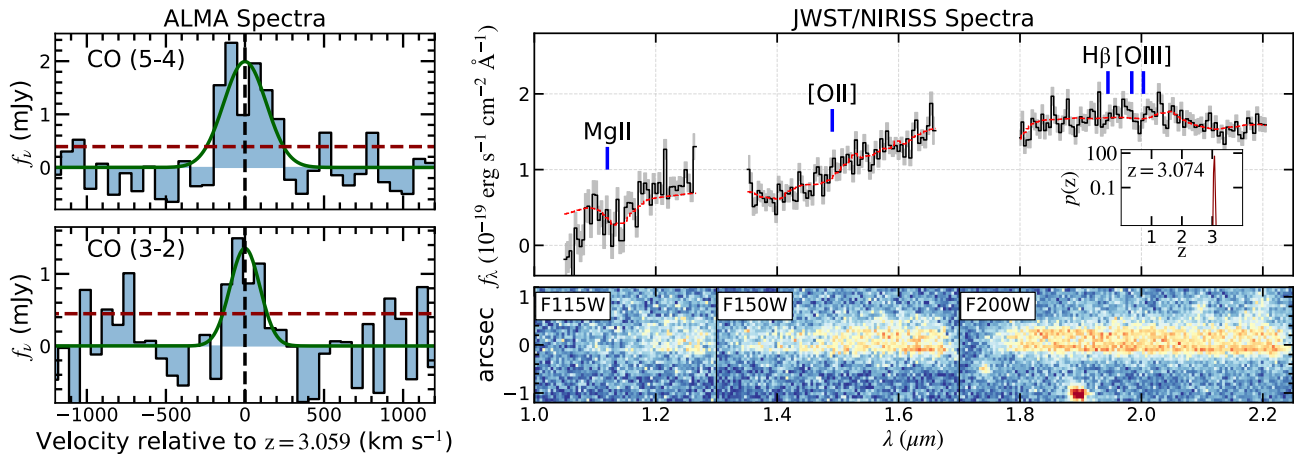 ALMA Spectra
CO (5-4)
2
1
0
f_ν (mJy)
CO (3-2)
1
0
f_ν (mJy)
−1000 −500 0 500 1000
Velocity relative to z = 3.059 (km s⁻¹)
JWST/NIRISS Spectra
Hβ [OIII]
[OII]
MgII
2
1
0
f_λ (10⁻¹⁹ erg s⁻¹ cm⁻² Å⁻¹)
100
0.1
p(z)
z = 3.074
1 2 3
z
F115W F150W F200W
1
0
−1
arcsec
1.0 1.2 1.4 1.6 1.8 2.0 2.2
λ (μm)